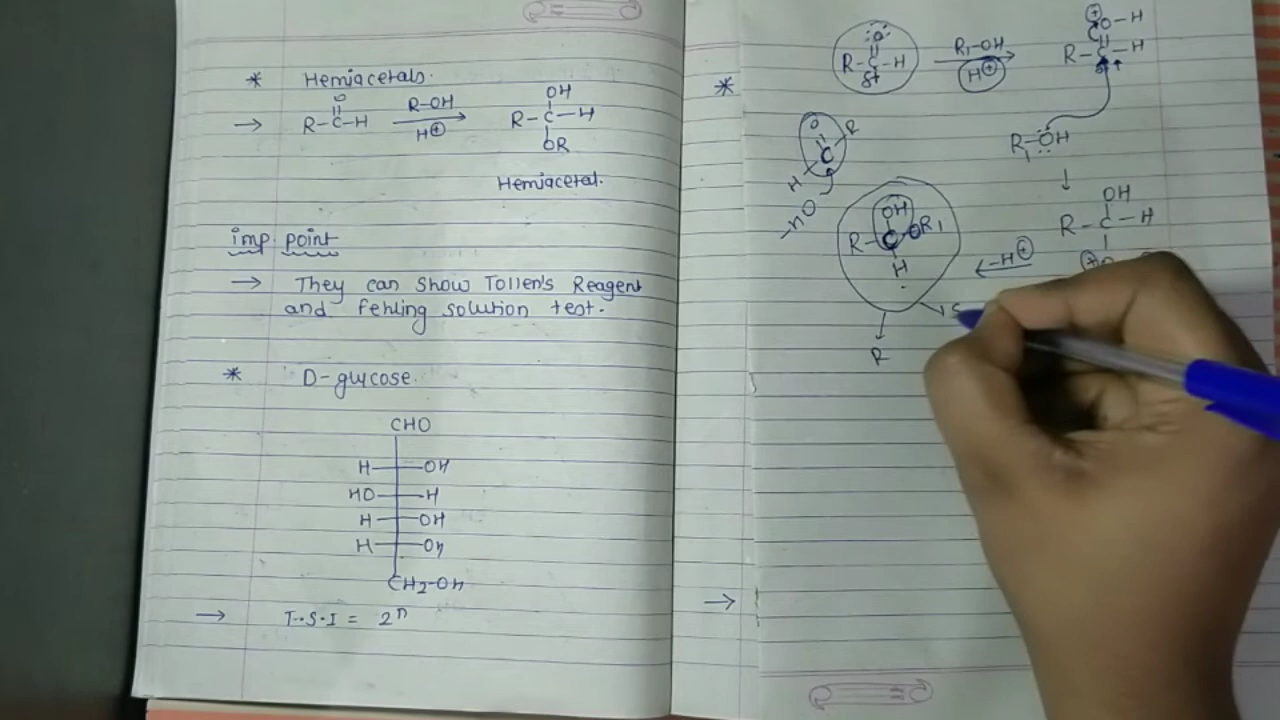 * Hemiacetals.
O
→ R-C-H R-OH H⊕ R-C-H
OH
OR
Hemiacetal.
imp point
→ They can show Tollen's Reagent
and fehling solution test.
* D-glucose.
CHO
H OH
HO H
H OH
H OH
CH2-OH
→ T.S.I = 2^n
*
O
R-C-H
δ+
R1-OH
H⊕
⊕
O-H
R-C-H
R1-OH
O
C R
H
↓
OH
R-C-H
-H⊕
OH
R-C OR1
H
R
→